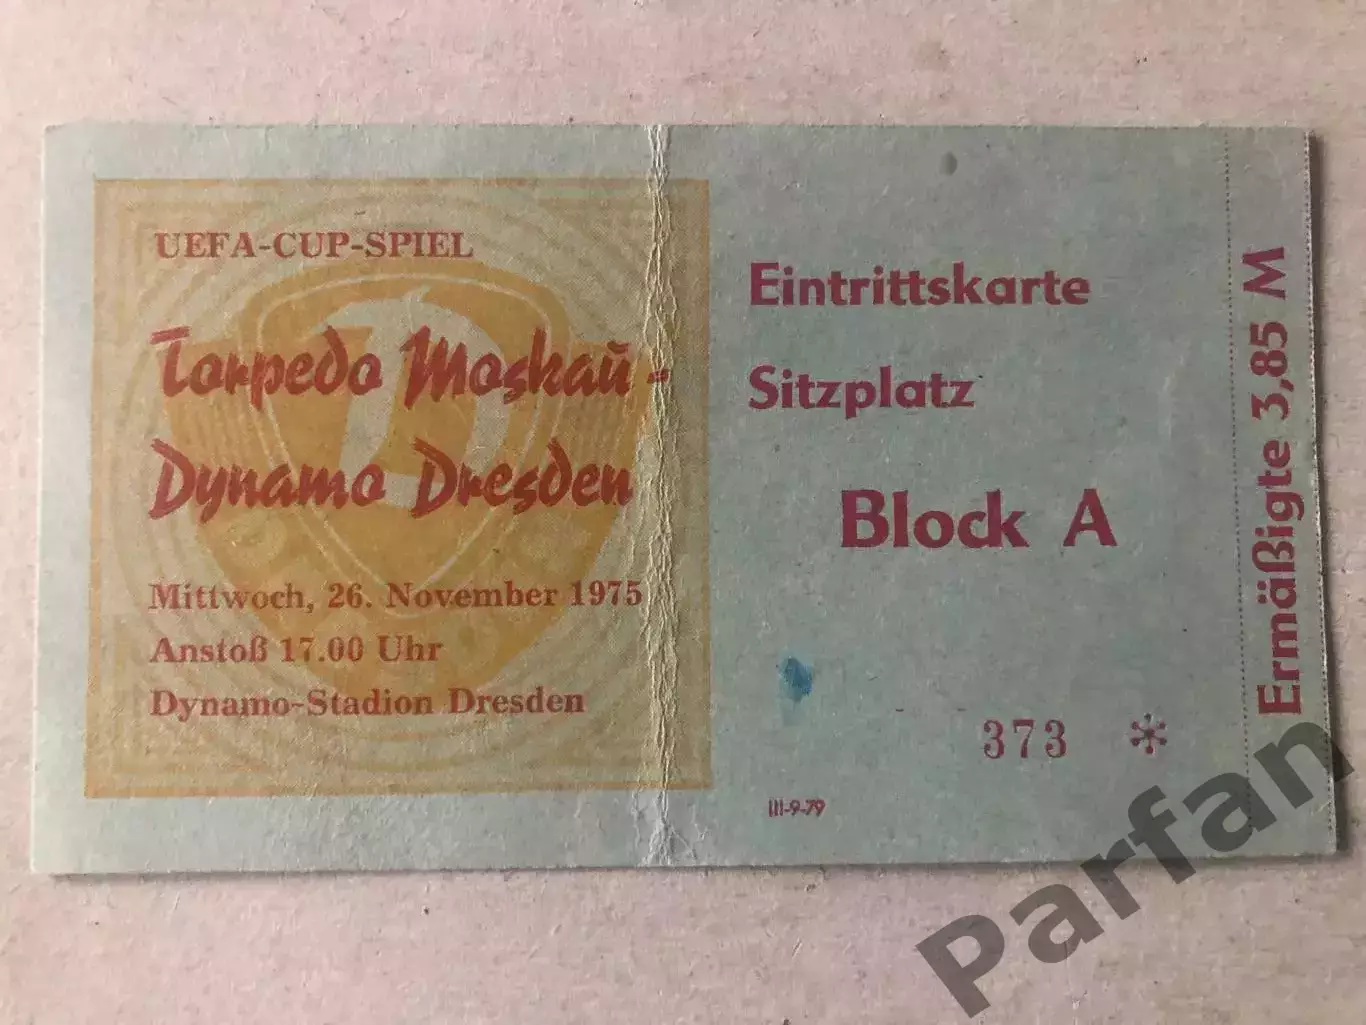 UEFA-CUP-SPIEL
Torpedo Moskau -
Dynamo Dresden
Mittwoch, 26. November 1975
Anstoß 17.00 Uhr
Dynamo-Stadion Dresden
Eintrittskarte
Sitzplatz
Block A
373 *
III-9-79
Ermäßigte 3,85 M
D
Parfan